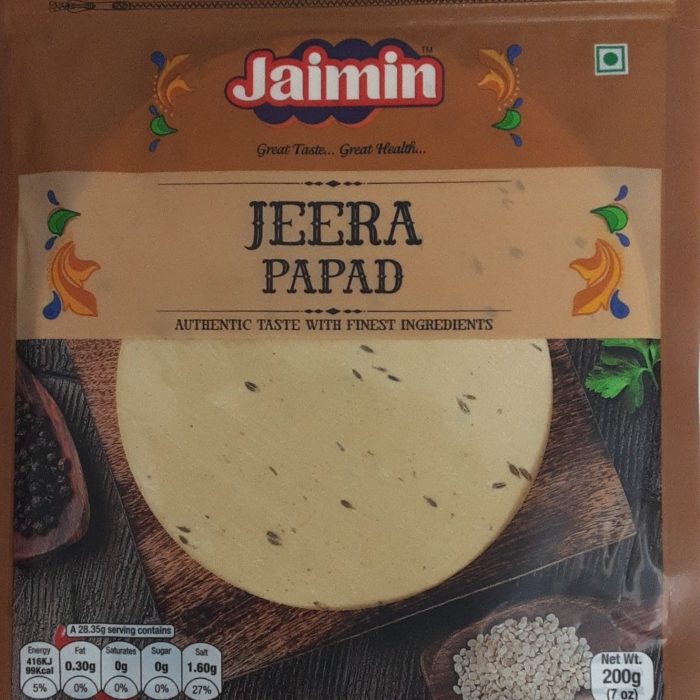 Jaimin™
Great Taste... Great Health...
JEERA
PAPAD
AUTHENTIC TASTE WITH FINEST INGREDIENTS
A 28.35g serving contains
Energy 416KJ 99Kcal 5%
Fat 0.30g 0%
Saturates 0g 0%
Sugar 0g 0%
Salt 1.60g 27%
Net Wt.
200g
(7 oz)